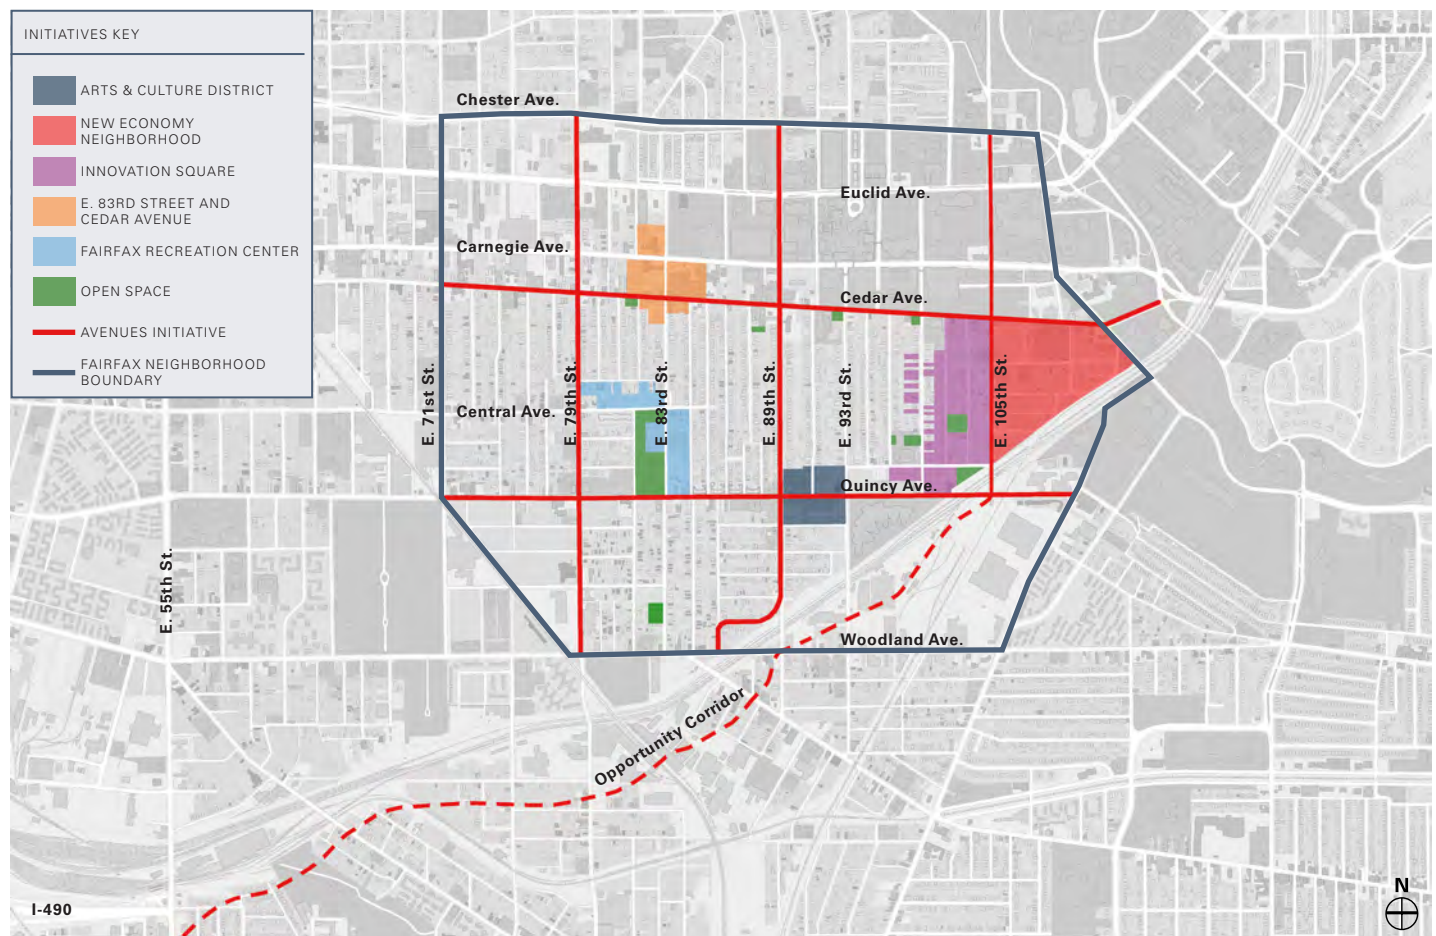 INITIATIVES KEY
ARTS & CULTURE DISTRICT
NEW ECONOMY
NEIGHBORHOOD
INNOVATION SQUARE
E. 83RD STREET AND
CEDAR AVENUE
FAIRFAX RECREATION CENTER
OPEN SPACE
AVENUES INITIATIVE
FAIRFAX NEIGHBORHOOD
BOUNDARY
Chester Ave.
Euclid Ave.
Carnegie Ave.
Cedar Ave.
E. 71st St.
E. 79th St.
E. 83rd St.
E. 89th St.
E. 93rd St.
E. 105th St.
Central Ave.
Quincy Ave.
E. 55th St.
Woodland Ave.
Opportunity Corridor
I-490
N